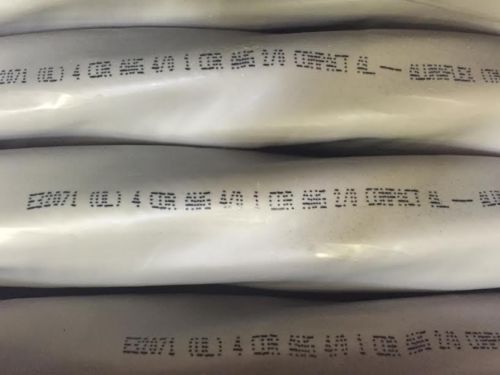 2071 (UL) 4 CDR AWG 4/0 1 CDR AWG 2/0 COMPACT AL — ALUMAFLEX
E32071 (UL) 4 CDR AWG 4/0 1 CDR AWG 2/0 COMPACT AL —
E32071 (UL) 4 CDR AWG 4/0 1 CDR AWG 2/0 COMP